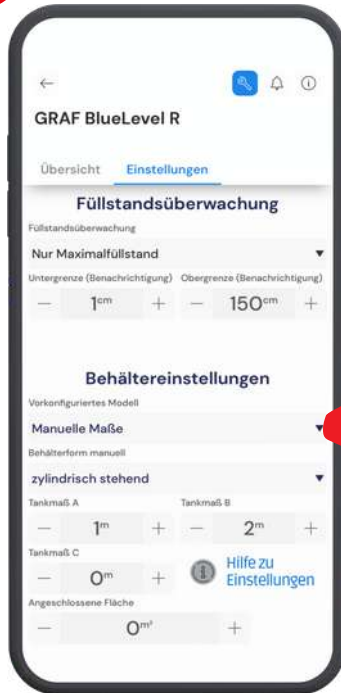 GRAF BlueLevel R
Übersicht Einstellungen
Füllstandsüberwachung
Füllstandsüberwachung
Nur Maximalfüllstand
Untergrenze (Benachrichtigung) Obergrenze (Benachrichtigung)
— 1cm + — 150cm +
Behältereinstellungen
Vorkonfiguriertes Modell
Manuelle Maße
Behälterform manuell
zylindrisch stehend
Tankmaß A Tankmaß B
— 1m + — 2m +
Tankmaß C
— 0m + Hilfe zu
Einstellungen
Angeschlossene Fläche
— 0m² +